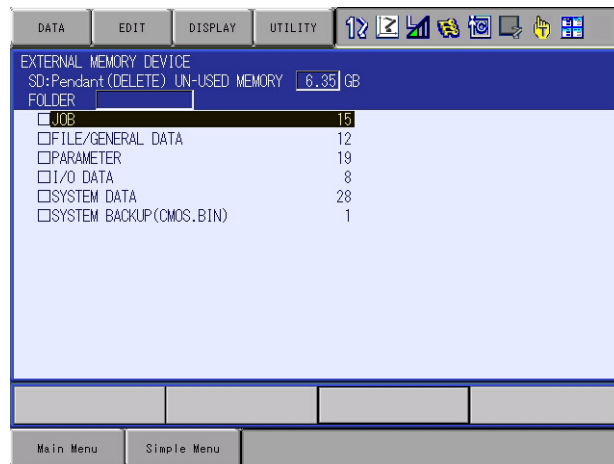 DATA EDIT DISPLAY UTILITY
EXTERNAL MEMORY DEVICE
SD:Pendant(DELETE) UN-USED MEMORY 6.35 GB
FOLDER
JOB 15
FILE/GENERAL DATA 12
PARAMETER 19
I/O DATA 8
SYSTEM DATA 28
SYSTEM BACKUP(CMOS.BIN) 1
Main Menu Simple Menu